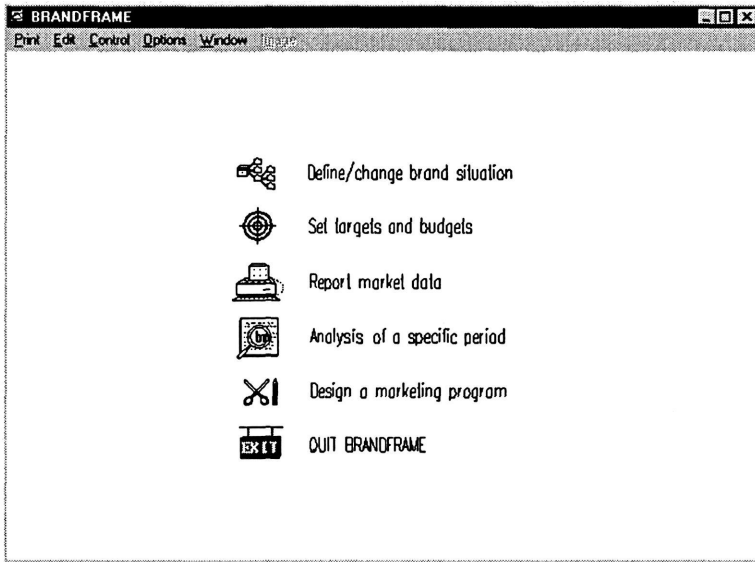 BRANDFRAME
Print Edit Control Options Window Image
Define/change brand situation
Set targets and budgets
Report market data
Analysis of a specific period
Design a marketing program
EXIT QUIT BRANDFRAME